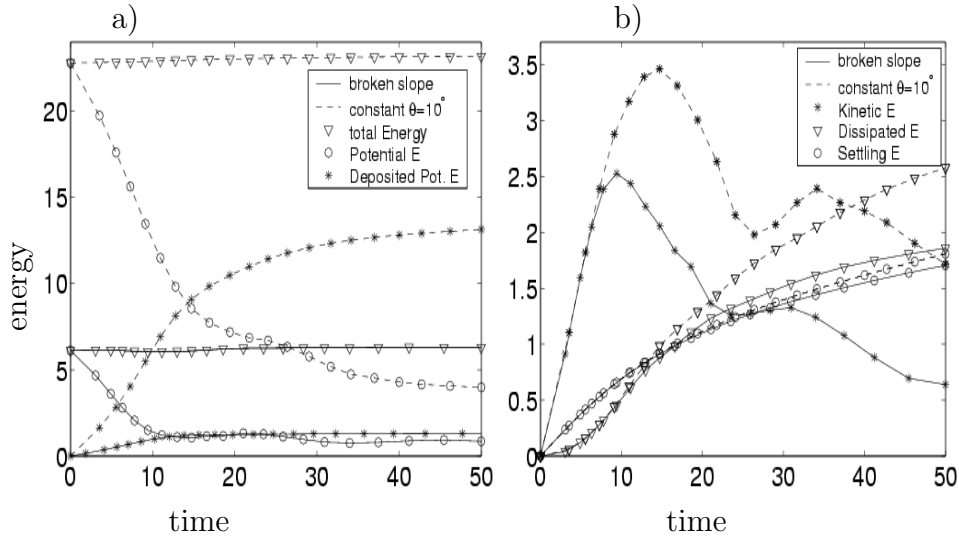 a)
energy
20
15
10
5
0
0 10 20 30 40 50
time
broken slope
constant θ=10°
total Energy
Potential E
Deposited Pot. E
b)
3.5
3
2.5
2
1.5
1
0.5
0
0 10 20 30 40 50
time
broken slope
constant θ=10°
Kinetic E
Dissipated E
Settling E